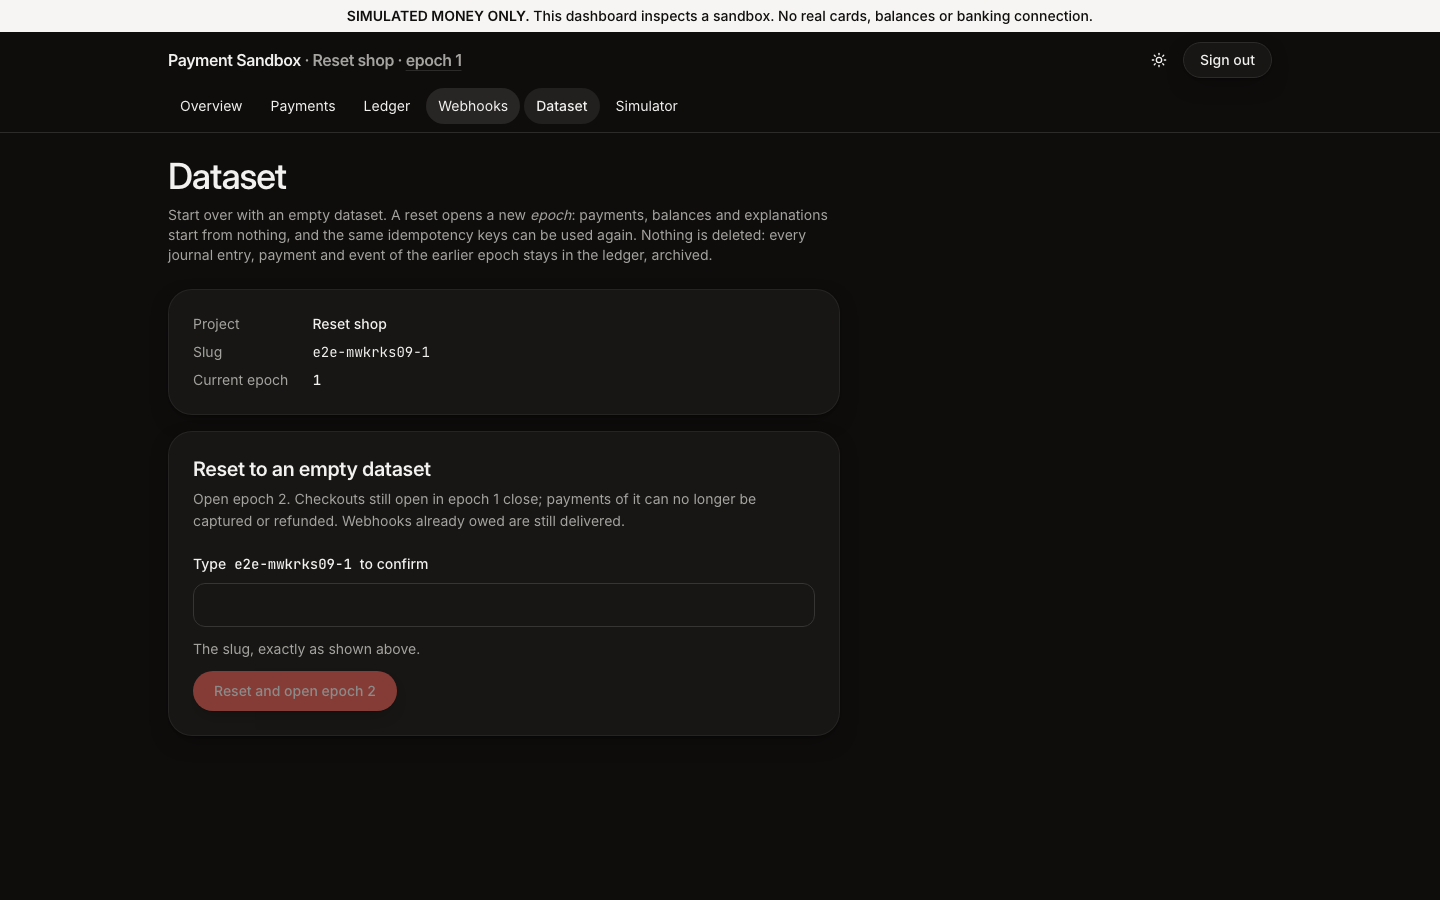 SIMULATED MONEY ONLY. This dashboard inspects a sandbox. No real cards, balances or banking connection.
Payment Sandbox · Reset shop · epoch 1
Sign out
Overview Payments Ledger Webhooks Dataset Simulator
Dataset
Start over with an empty dataset. A reset opens a new epoch: payments, balances and explanations
start from nothing, and the same idempotency keys can be used again. Nothing is deleted: every
journal entry, payment and event of the earlier epoch stays in the ledger, archived.
Project Reset shop
Slug e2e-mwkrks09-1
Current epoch 1
Reset to an empty dataset
Open epoch 2. Checkouts still open in epoch 1 close; payments of it can no longer be
captured or refunded. Webhooks already owed are still delivered.
Type e2e-mwkrks09-1 to confirm
The slug, exactly as shown above.
Reset and open epoch 2